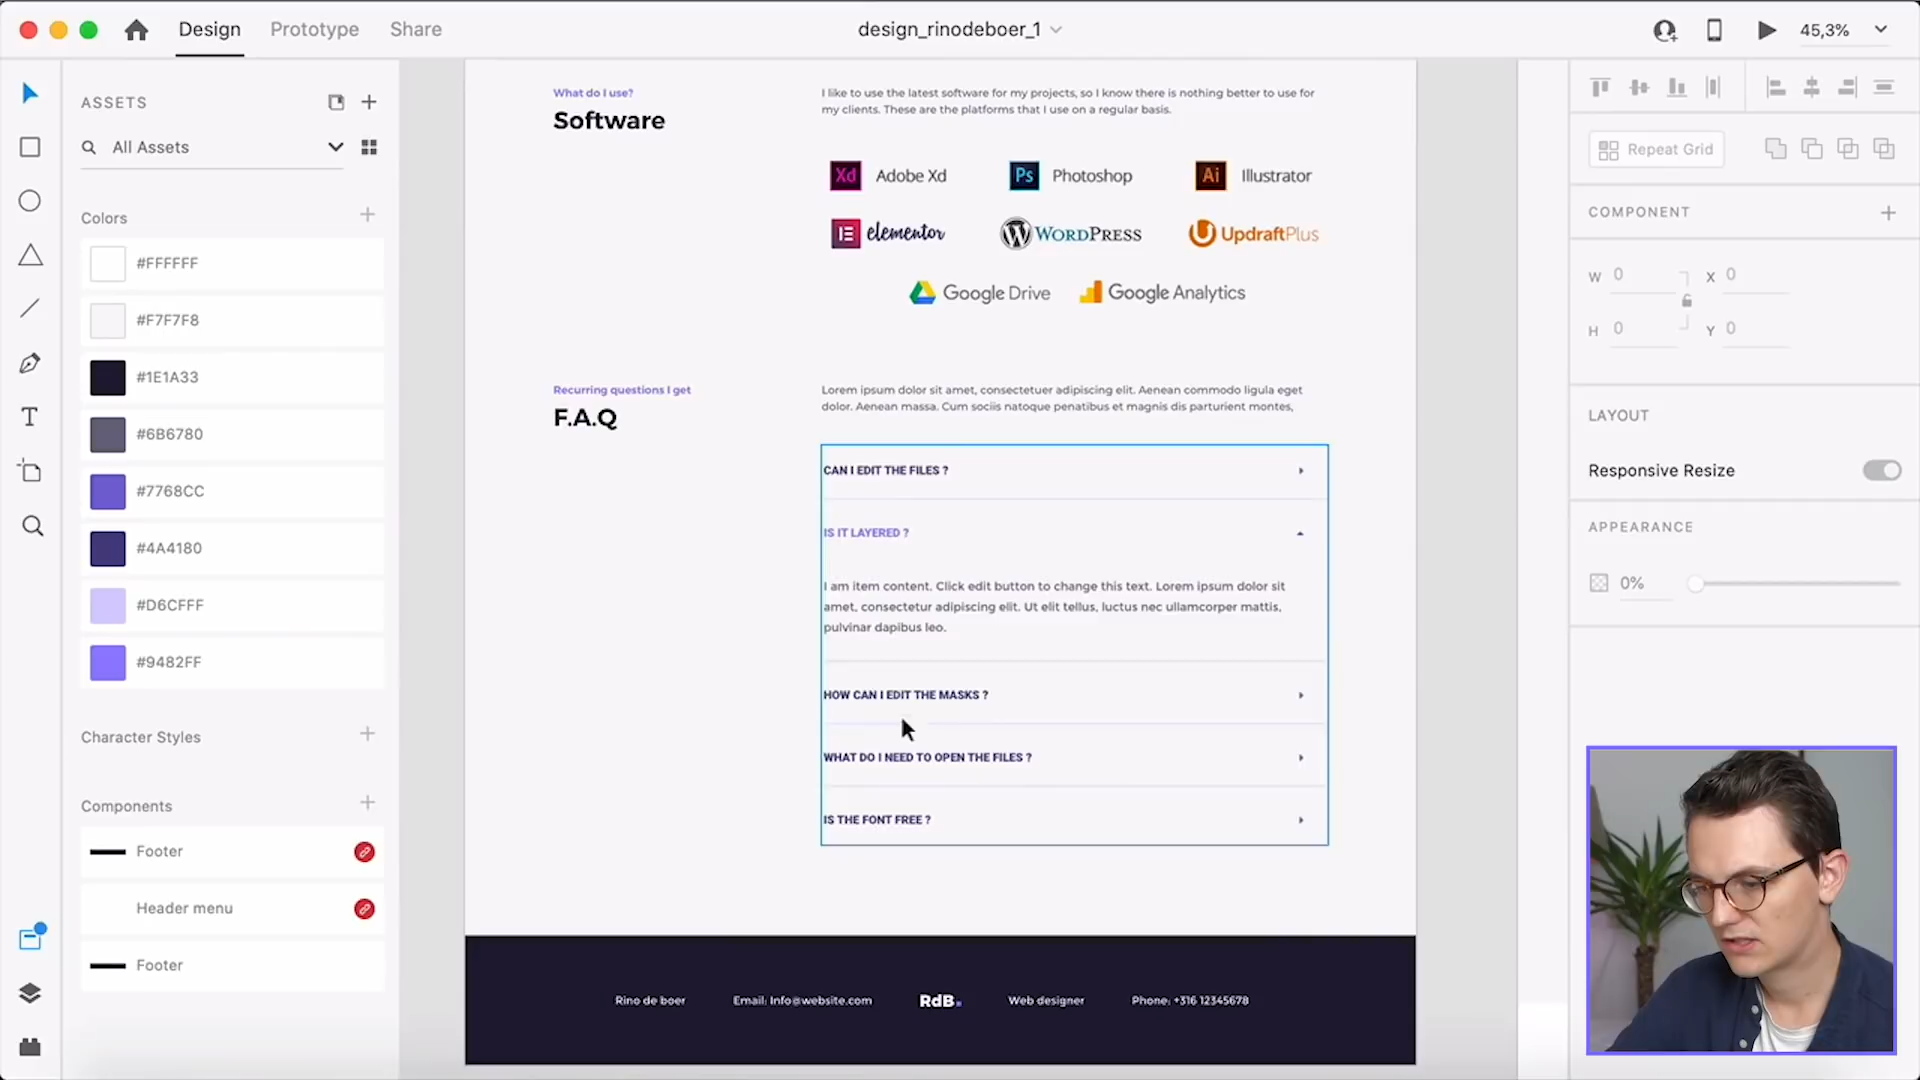 Design
Prototype
Share
design_rinodeboer_1
45,3%
ASSETS
All Assets
Colors
#FFFFFF
#F7F7F8
#1E1A33
#6B6780
#7768CC
#4A4180
#D6CFFF
#9482FF
Character Styles
Components
Footer
Header menu
Footer
What do I use?
Software
I like to use the latest software for my projects, so I know there is nothing better to use for
my clients. These are the platforms that I use on a regular basis.
Xd Adobe Xd
Ps Photoshop
Ai Illustrator
elementor
WORDPRESS
UpdraftPlus
Google Drive
Google Analytics
Recurring questions I get
F.A.Q
Lorem ipsum dolor sit amet, consectetuer adipiscing elit. Aenean commodo ligula eget
dolor. Aenean massa. Cum sociis natoque penatibus et magnis dis parturient montes,
CAN I EDIT THE FILES ?
IS IT LAYERED ?
I am item content. Click edit button to change this text. Lorem ipsum dolor sit
amet, consectetur adipiscing elit. Ut elit tellus, luctus nec ullamcorper mattis,
pulvinar dapibus leo.
HOW CAN I EDIT THE MASKS ?
WHAT DO I NEED TO OPEN THE FILES ?
IS THE FONT FREE ?
Rino de boer
Email: Info@website.com
RdB.
Web designer
Phone: +316 12345678
Repeat Grid
COMPONENT
W 0
X 0
H 0
Y 0
LAYOUT
Responsive Resize
APPEARANCE
0%